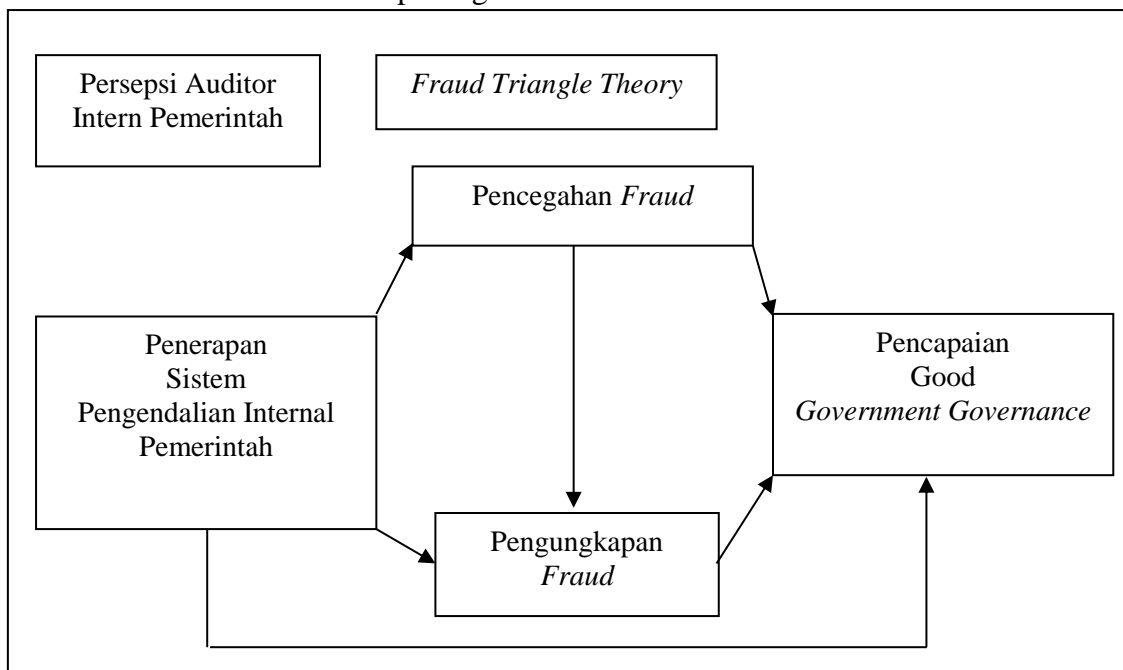 Persepsi Auditor
Intern Pemerintah
Fraud Triangle Theory
Pencegahan Fraud
Penerapan
Sistem
Pengendalian Internal
Pemerintah
Pencapaian
Good
Government Governance
Pengungkapan
Fraud